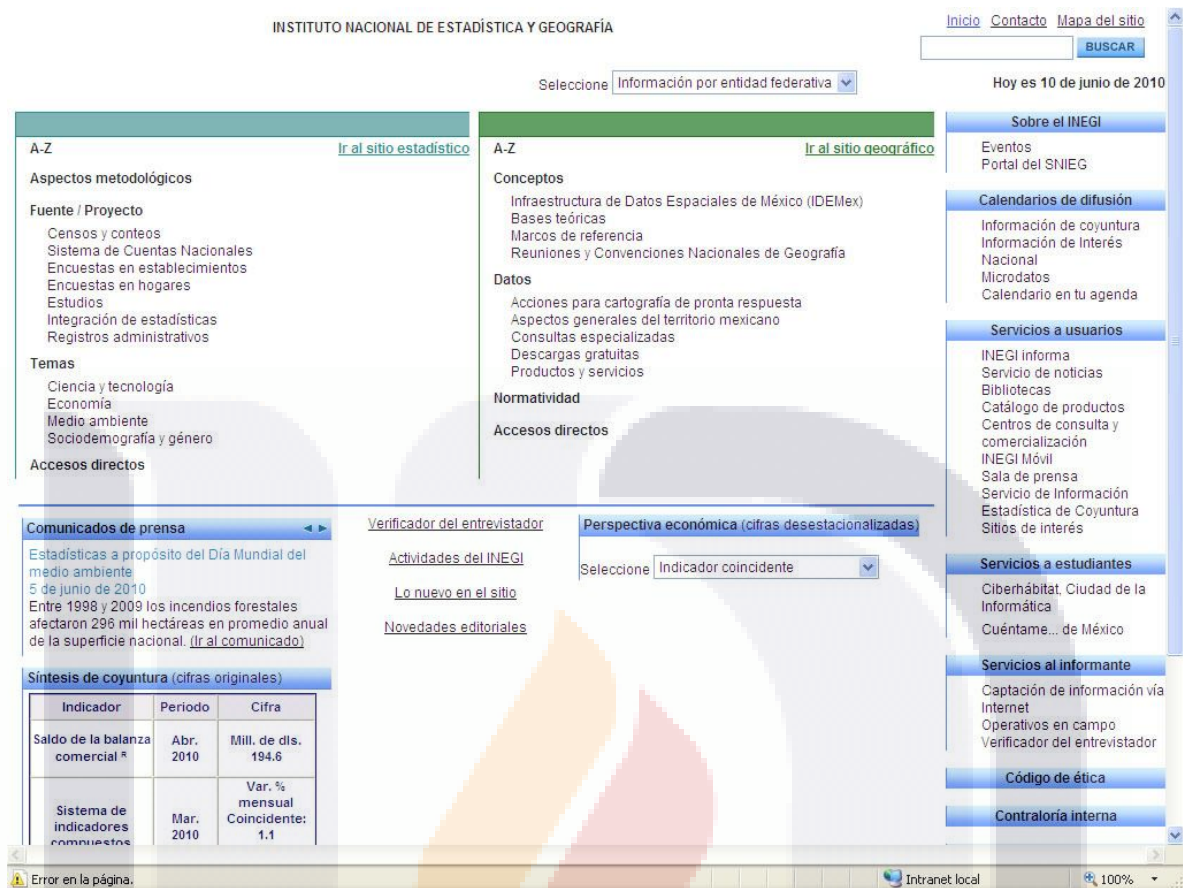 INSTITUTO NACIONAL DE ESTADÍSTICA Y GEOGRAFÍA
Inicio Contacto Mapa del sitio
BUSCAR
Seleccione Información por entidad federativa
Hoy es 10 de junio de 2010
A-Z Ir al sitio estadístico
Aspectos metodológicos
Fuente / Proyecto
Censos y conteos
Sistema de Cuentas Nacionales
Encuestas en establecimientos
Encuestas en hogares
Estudios
Integración de estadísticas
Registros administrativos
Temas
Ciencia y tecnología
Economía
Medio ambiente
Sociodemografía y género
Accesos directos
A-Z Ir al sitio geográfico
Conceptos
Infraestructura de Datos Espaciales de México (IDEMex)
Bases teóricas
Marcos de referencia
Reuniones y Convenciones Nacionales de Geografía
Datos
Acciones para cartografía de pronta respuesta
Aspectos generales del territorio mexicano
Consultas especializadas
Descargas gratuitas
Productos y servicios
Normatividad
Accesos directos
Sobre el INEGI
Eventos
Portal del SNIEG
Calendarios de difusión
Información de coyuntura
Información de Interés
Nacional
Microdatos
Calendario en tu agenda
Servicios a usuarios
INEGI informa
Servicio de noticias
Bibliotecas
Catálogo de productos
Centros de consulta y
comercialización
INEGI Móvil
Sala de prensa
Servicio de Información
Estadística de Coyuntura
Sitios de interés
Servicios a estudiantes
Ciberhábitat, Ciudad de la
Informática
Cuéntame... de México
Servicios al informante
Captación de información vía
Internet
Operativos en campo
Verificador del entrevistador
Código de ética
Contraloría interna
Comunicados de prensa
Estadísticas a propósito del Día Mundial del
medio ambiente
5 de junio de 2010
Entre 1998 y 2009 los incendios forestales
afectaron 296 mil hectáreas en promedio anual
de la superficie nacional. (Ir al comunicado)
Verificador del entrevistador
Actividades del INEGI
Lo nuevo en el sitio
Novedades editoriales
Perspectiva económica (cifras desestacionalizadas)
Seleccione Indicador coincidente
Síntesis de coyuntura (cifras originales)
Indicador Periodo Cifra
Saldo de la balanza
comercial R
Abr.
2010
Mill. de dls.
194.6
Sistema de
indicadores
compuestos
Mar.
2010
Var. %
mensual
Coincidente:
1.1
Error en la página.
Intranet local
100%